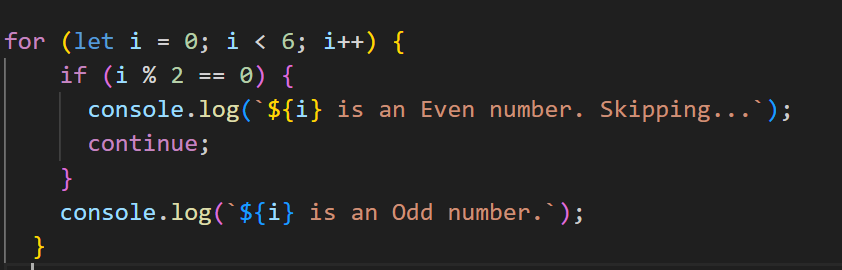 for (let i = 0; i < 6; i++) {
    if (i % 2 == 0) {
      console.log(`${i} is an Even number. Skipping...`);
      continue;
    }
    console.log(`${i} is an Odd number.`);
  }